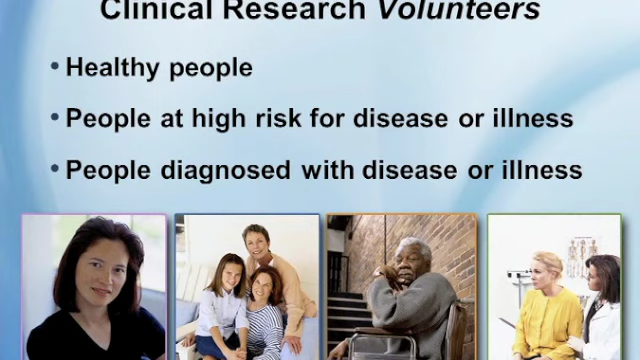 Clinical Research Volunteers
• Healthy people
• People at high risk for disease or illness
• People diagnosed with disease or illness